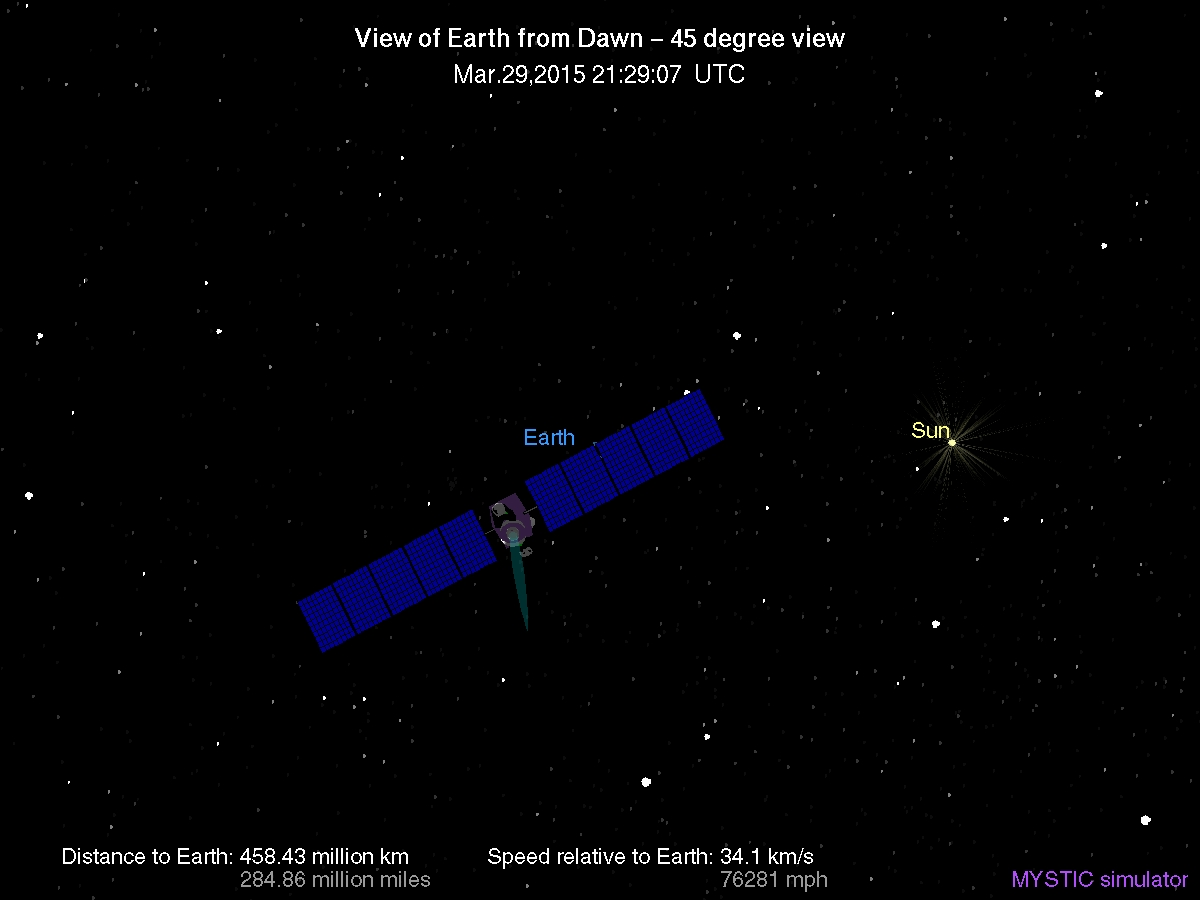 View of Earth from Dawn – 45 degree view
Mar.29,2015 21:29:07 UTC
Earth
Sun
Distance to Earth: 458.43 million km
284.86 million miles
Speed relative to Earth: 34.1 km/s
76281 mph
MYSTIC simulator